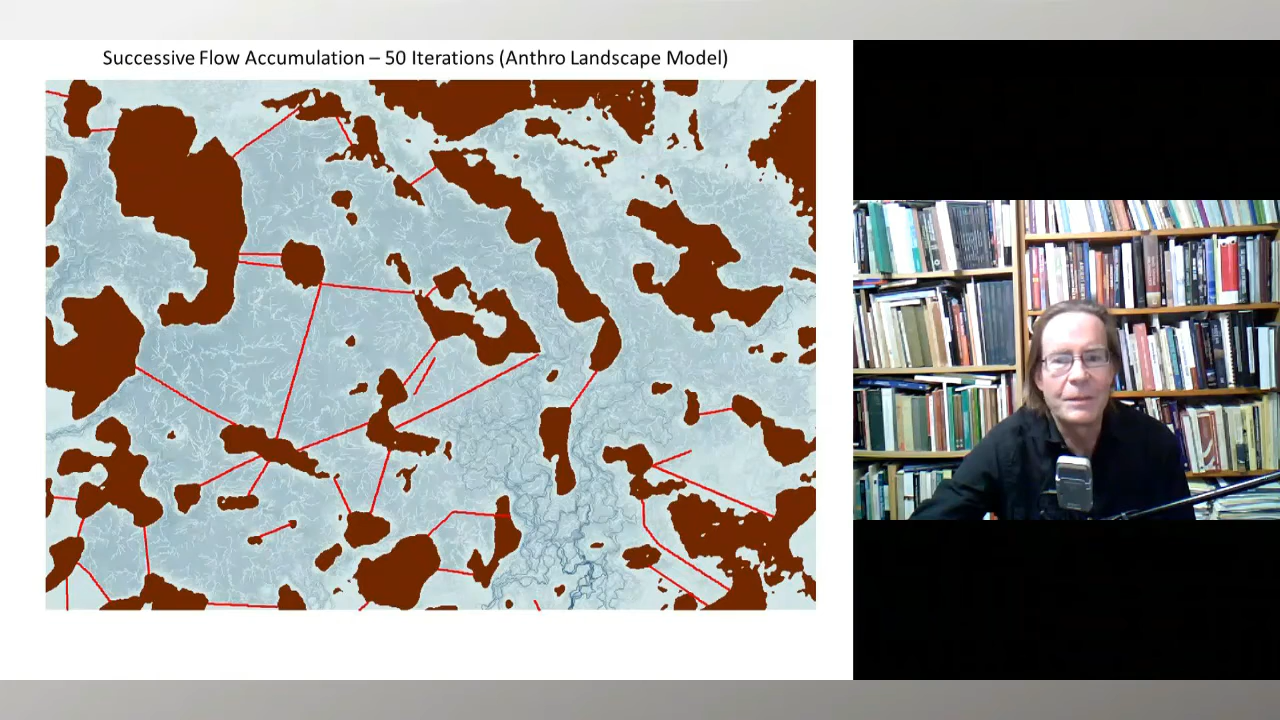 Successive Flow Accumulation – 50 Iterations (Anthro Landscape Model)